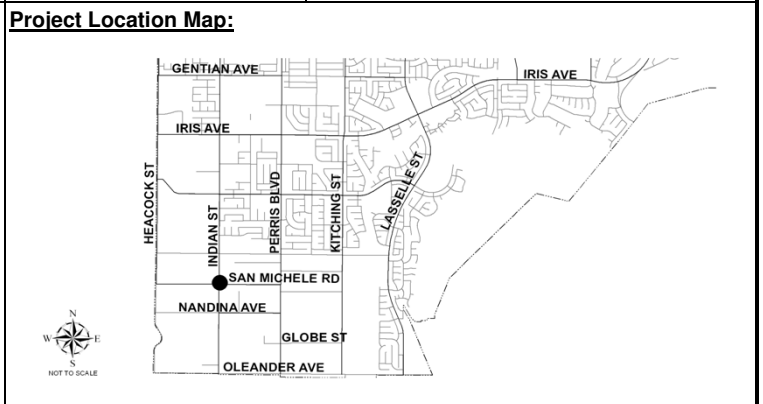 Project Location Map:
GENTIAN AVE
IRIS AVE
IRIS AVE
HEACOCK ST
INDIAN ST
PERRIS BLVD
KITCHING ST
LASSELLE ST
SAN MICHELE RD
NANDINA AVE
GLOBE ST
OLEANDER AVE
N
W E
S
NOT TO SCALE